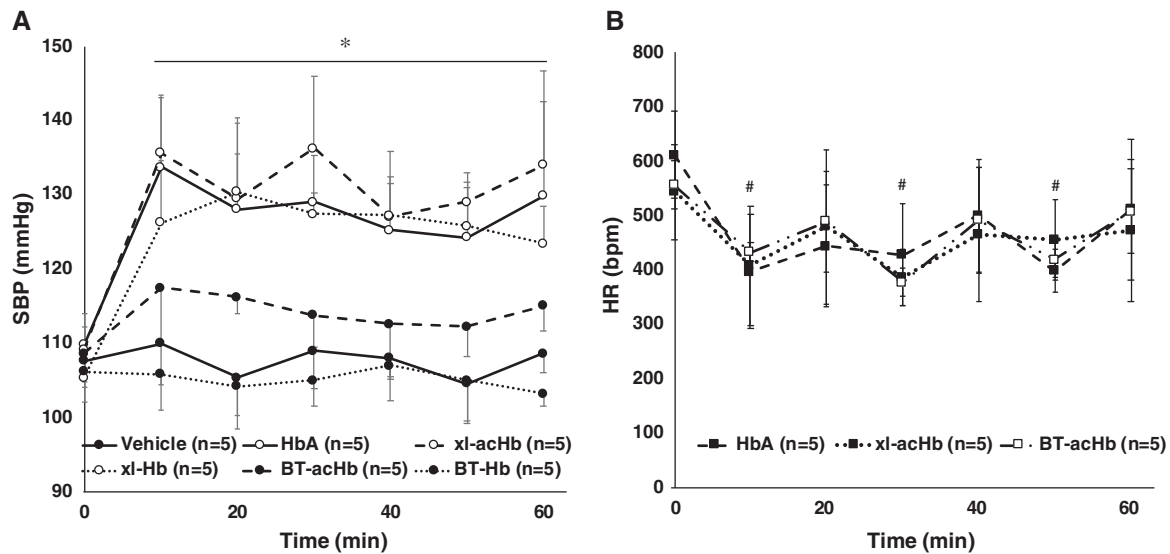 A
*
150
140
130
120
110
100
90
SBP (mmHg)
Vehicle (n=5) HbA (n=5) xl-acHb (n=5)
xl-Hb (n=5) BT-acHb (n=5) BT-Hb (n=5)
0 20 40 60
Time (min)
B
800
700
600
500
400
300
200
100
0
HR (bpm)
# # #
HbA (n=5) xl-acHb (n=5) BT-acHb (n=5)
0 20 40 60
Time (min)